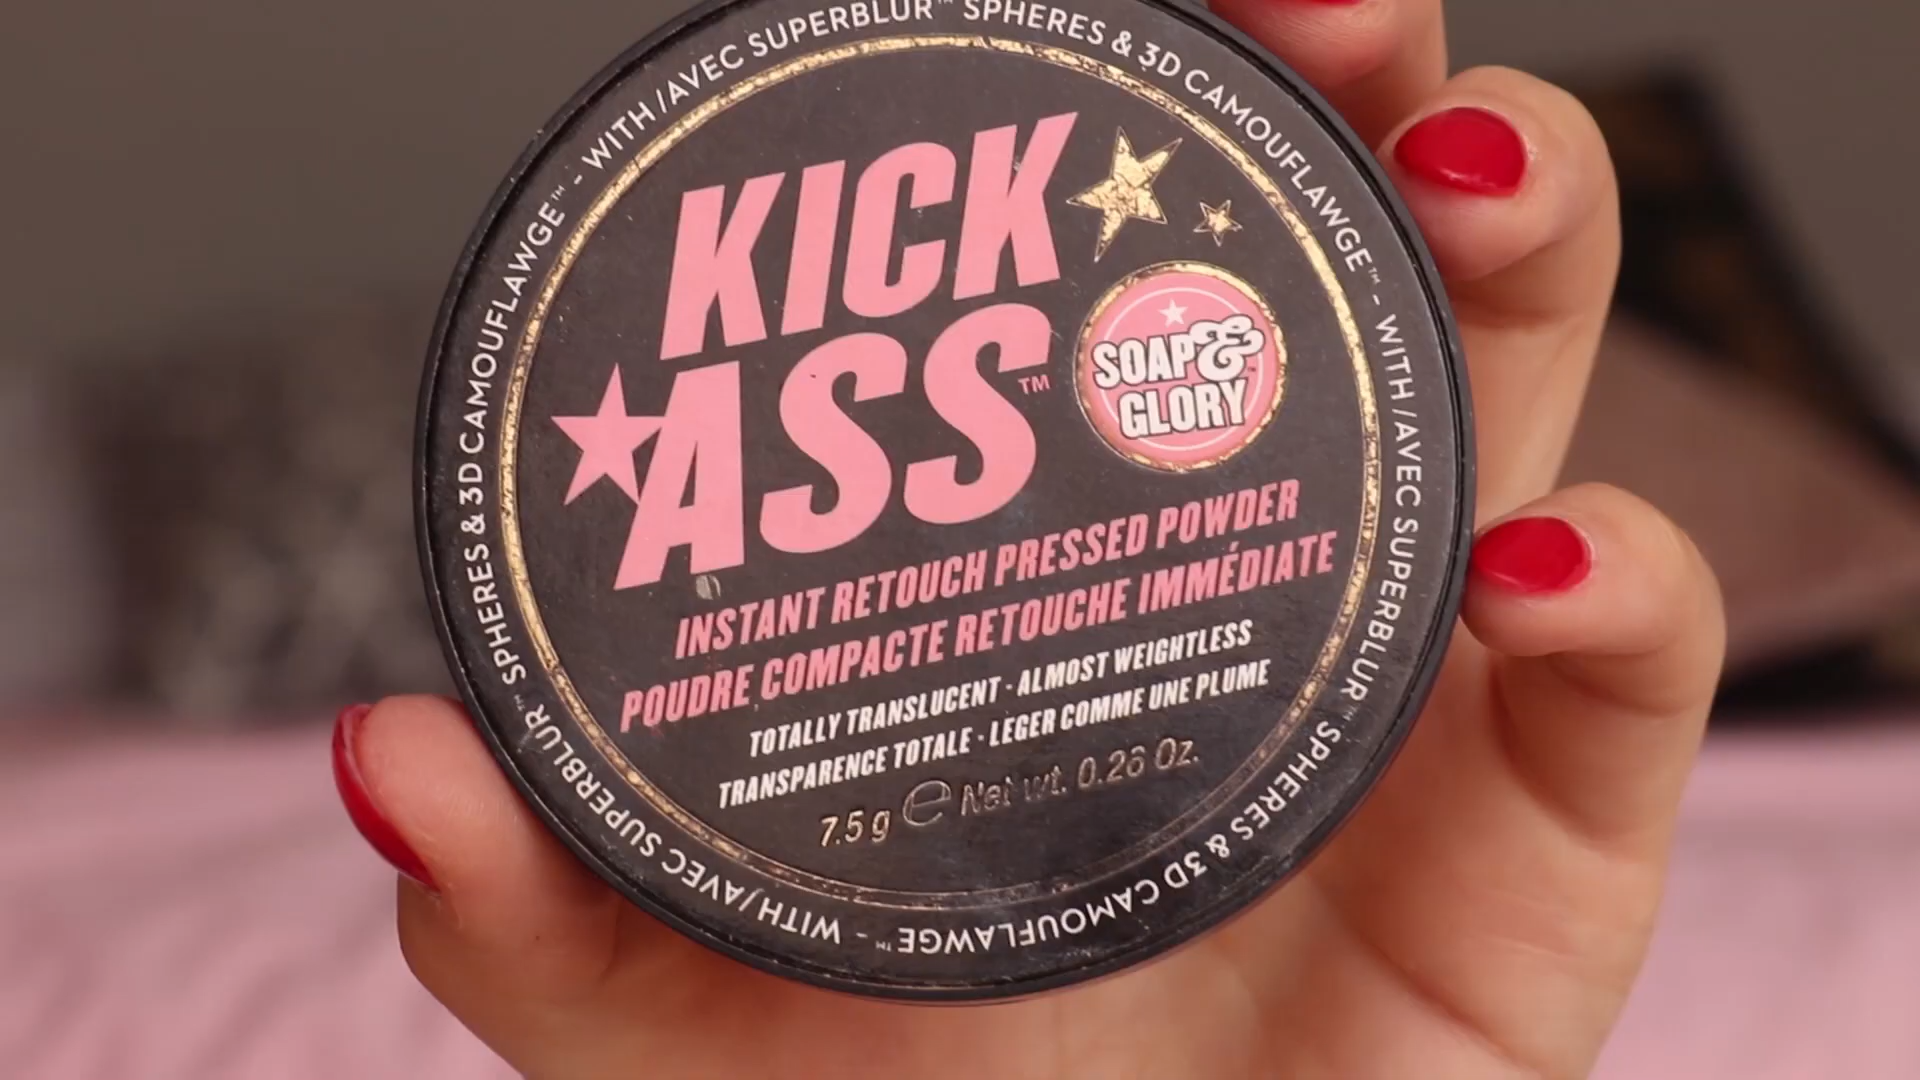 - WITH / AVEC SUPERBLUR™ SPHERES & 3D CAMOUFLAWGE™ - WITH / AVEC SUPERBLUR™ SPHERES & 3D CAMOUFLAWGE™ - WITH / AVEC SUPERBLUR™ SPHERES & 3D CAMOUFLAWGE™
KICK
ASS™
SOAP&
GLORY™
INSTANT RETOUCH PRESSED POWDER
POUDRE COMPACTE RETOUCHE IMMÉDIATE
TOTALLY TRANSLUCENT - ALMOST WEIGHTLESS
TRANSPARENCE TOTALE - LEGER COMME UNE PLUME
7.5 g ℮ Net wt. 0.26 Oz.